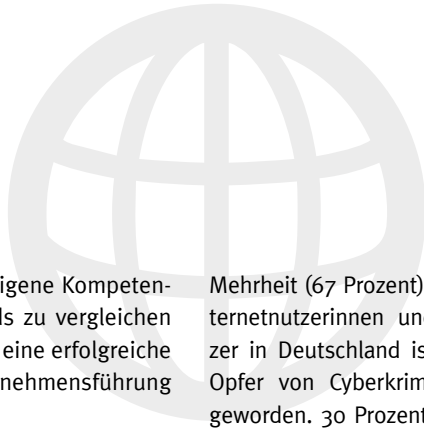 igene Kompeten-
ls zu vergleichen
eine erfolgreiche
nehmensführung
Mehrheit (67 Prozent)
ternetnutzerinnen und
zer in Deutschland is
Opfer von Cyberkrim
geworden. 30 Prozent